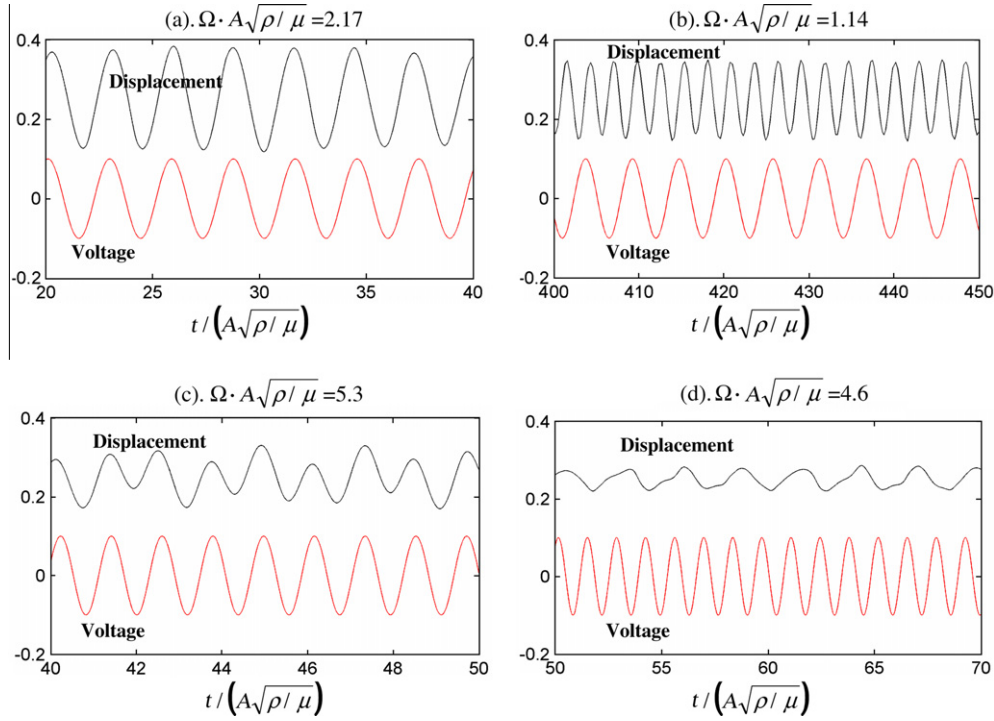 (a). Ω· A√ρ/ μ =2.17
0.4
0.2
0
-0.2
Displacement
Voltage
20 25 30 35 40
t / (A√ρ/ μ)
(b). Ω· A√ρ/ μ =1.14
0.4
0.2
0
-0.2
Displacement
Voltage
400 410 420 430 440 450
t / (A√ρ/ μ)
(c). Ω· A√ρ/ μ =5.3
0.4
0.2
0
-0.2
Displacement
Voltage
40 42 44 46 48 50
t / (A√ρ/ μ)
(d). Ω· A√ρ/ μ =4.6
0.4
0.2
0
-0.2
Displacement
Voltage
50 55 60 65 70
t / (A√ρ/ μ)